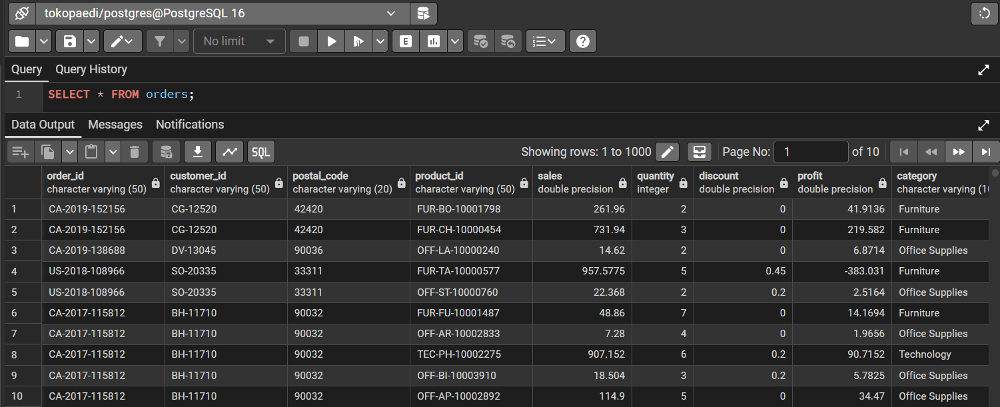 tokopaedi/postgres@PostgreSQL 16
No limit
E
Query Query History
1 SELECT * FROM orders;
Data Output Messages Notifications
SQL Showing rows: 1 to 1000 Page No: 1 of 10
order_id customer_id postal_code product_id sales quantity discount profit category
character varying (50) character varying (50) character varying (20) character varying (50) double precision integer double precision double precision character varying (10
1 CA-2019-152156 CG-12520 42420 FUR-BO-10001798 261.96 2 0 41.9136 Furniture
2 CA-2019-152156 CG-12520 42420 FUR-CH-10000454 731.94 3 0 219.582 Furniture
3 CA-2019-138688 DV-13045 90036 OFF-LA-10000240 14.62 2 0 6.8714 Office Supplies
4 US-2018-108966 SO-20335 33311 FUR-TA-10000577 957.5775 5 0.45 -383.031 Furniture
5 US-2018-108966 SO-20335 33311 OFF-ST-10000760 22.368 2 0.2 2.5164 Office Supplies
6 CA-2017-115812 BH-11710 90032 FUR-FU-10001487 48.86 7 0 14.1694 Furniture
7 CA-2017-115812 BH-11710 90032 OFF-AR-10002833 7.28 4 0 1.9656 Office Supplies
8 CA-2017-115812 BH-11710 90032 TEC-PH-10002275 907.152 6 0.2 90.7152 Technology
9 CA-2017-115812 BH-11710 90032 OFF-BI-10003910 18.504 3 0.2 5.7825 Office Supplies
10 CA-2017-115812 BH-11710 90032 OFF-AP-10002892 114.9 5 0 34.47 Office Supplies